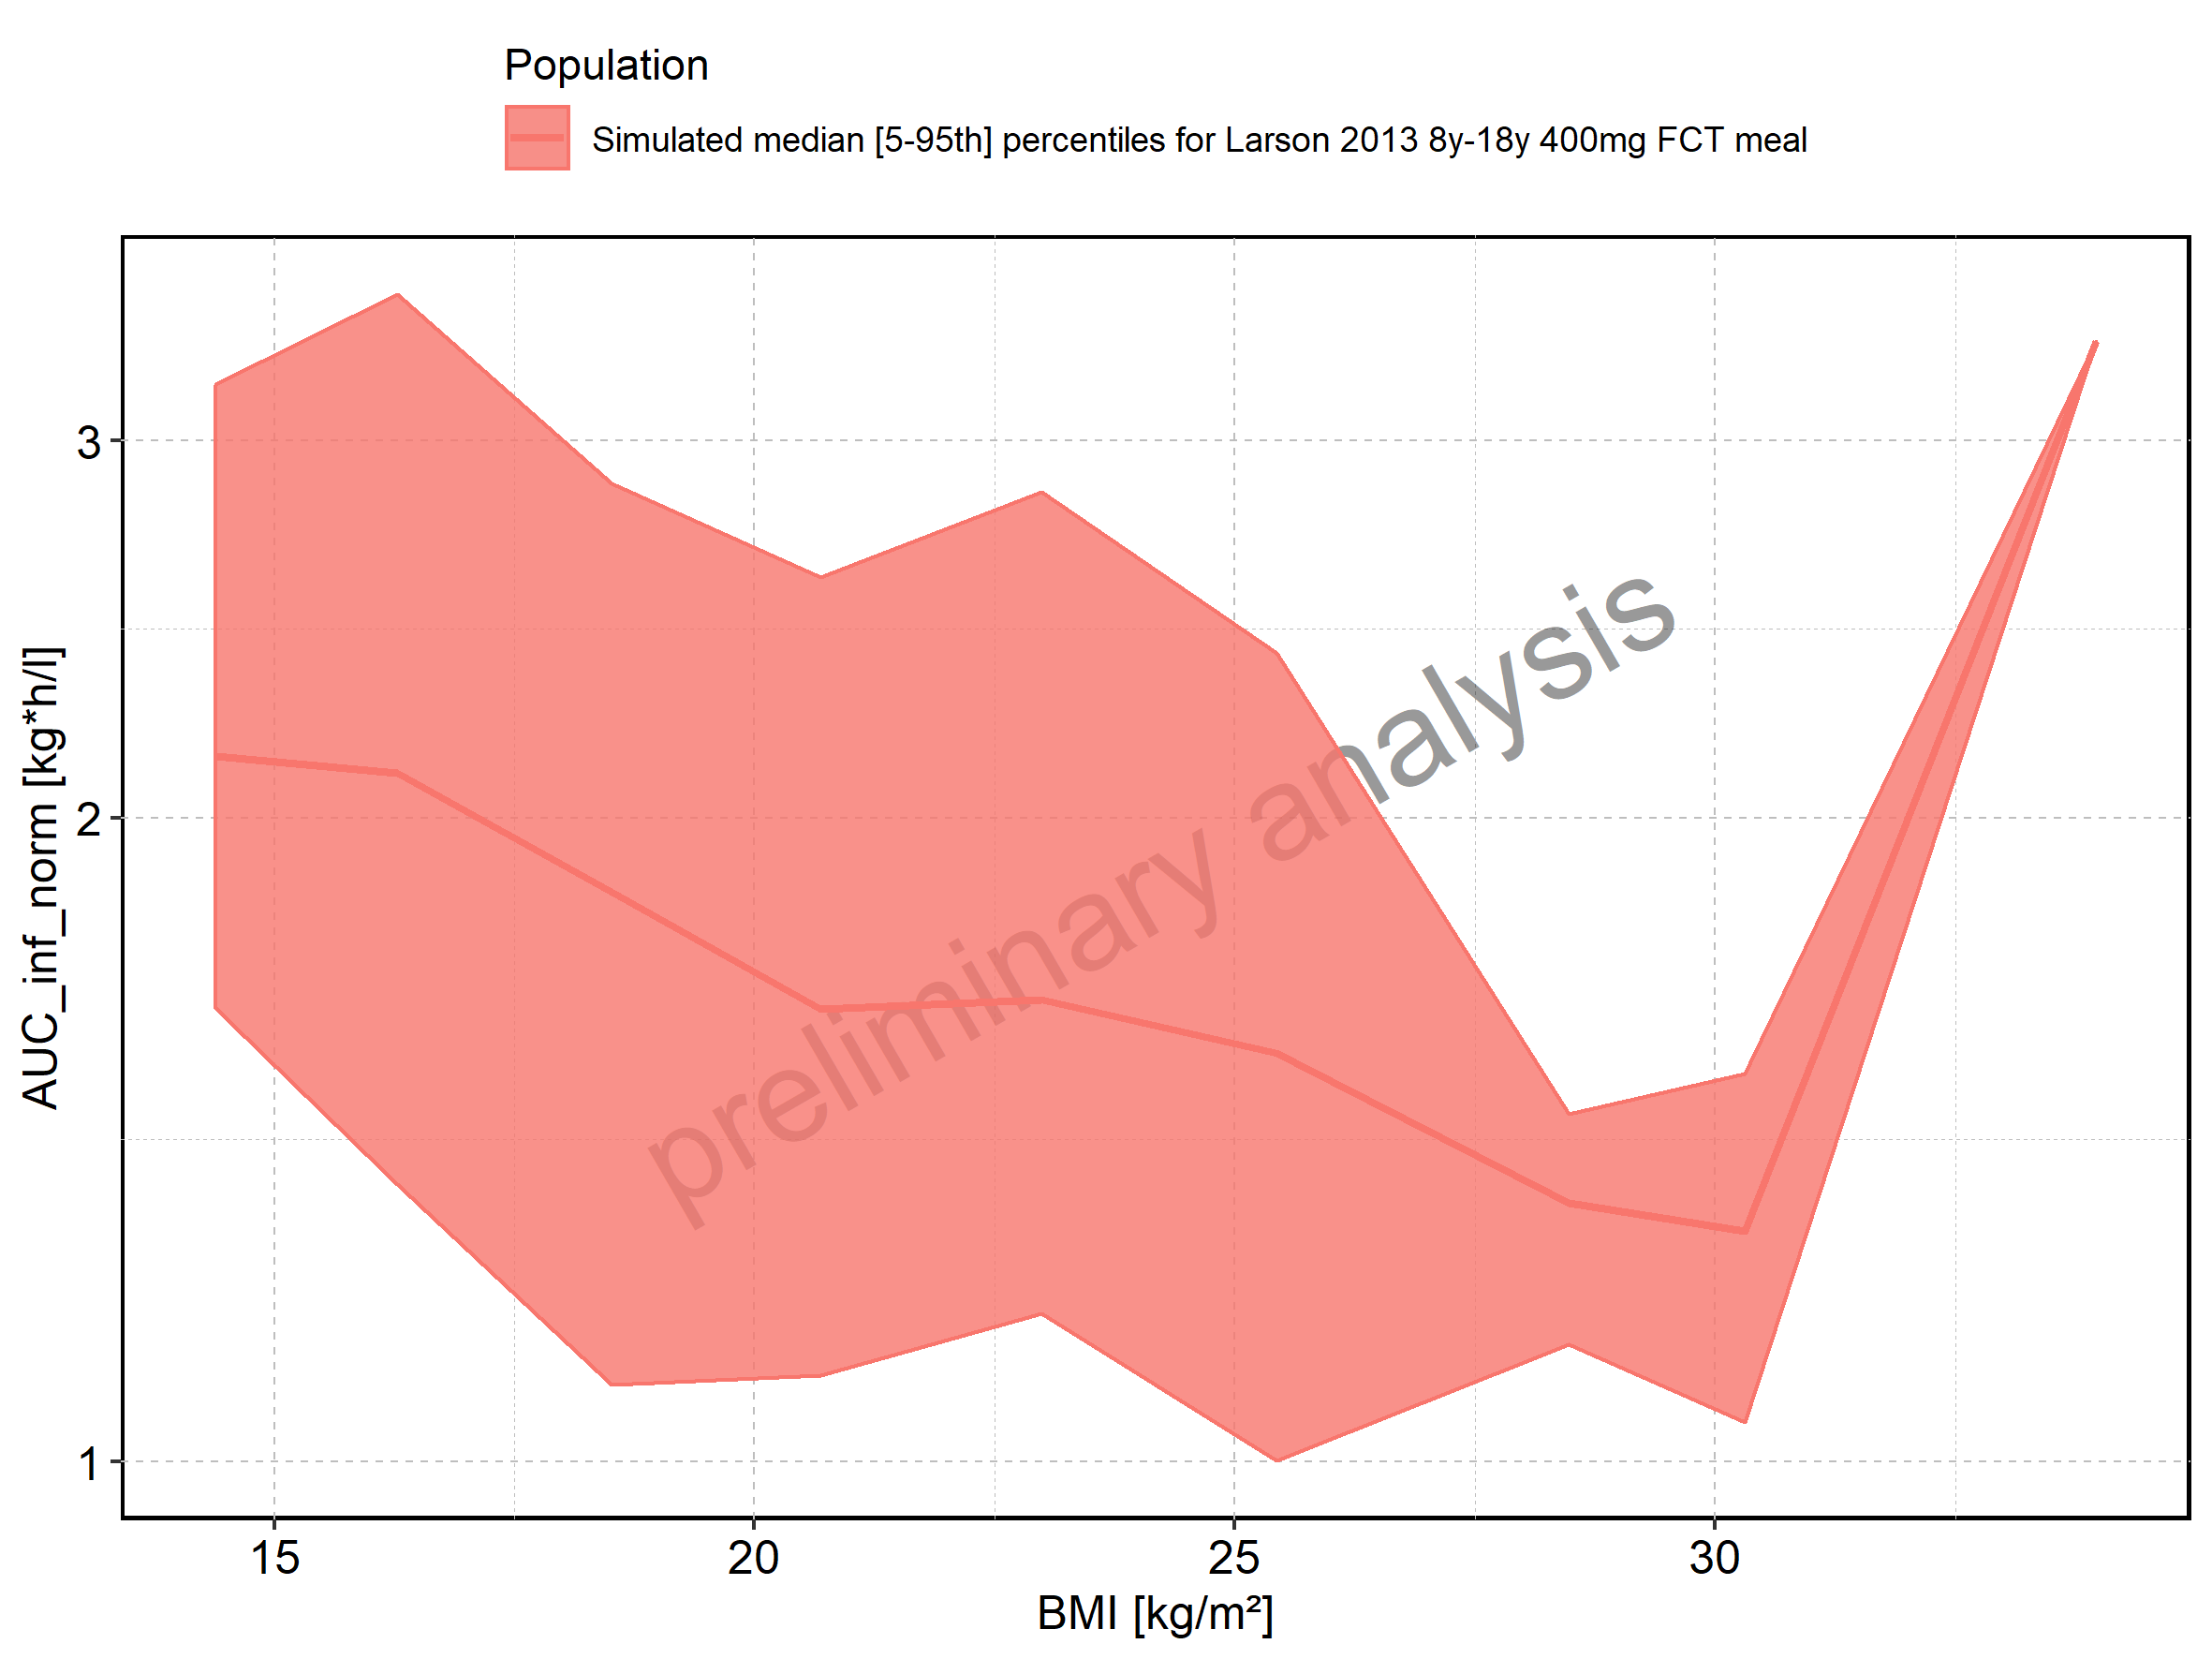 Population
Simulated median [5-95th] percentiles for Larson 2013 8y-18y 400mg FCT meal
AUC_inf_norm [kg*h/l]
3
2
1
preliminary analysis
15 20 25 30
BMI [kg/m²]